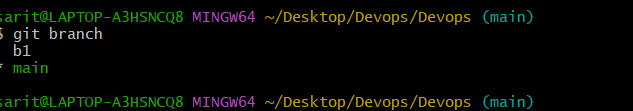 sarit@LAPTOP-A3HSNCQ8 MINGW64 ~/Desktop/Devops/Devops (main)
$ git branch
  b1
* main

sarit@LAPTOP-A3HSNCQ8 MINGW64 ~/Desktop/Devops/Devops (main)